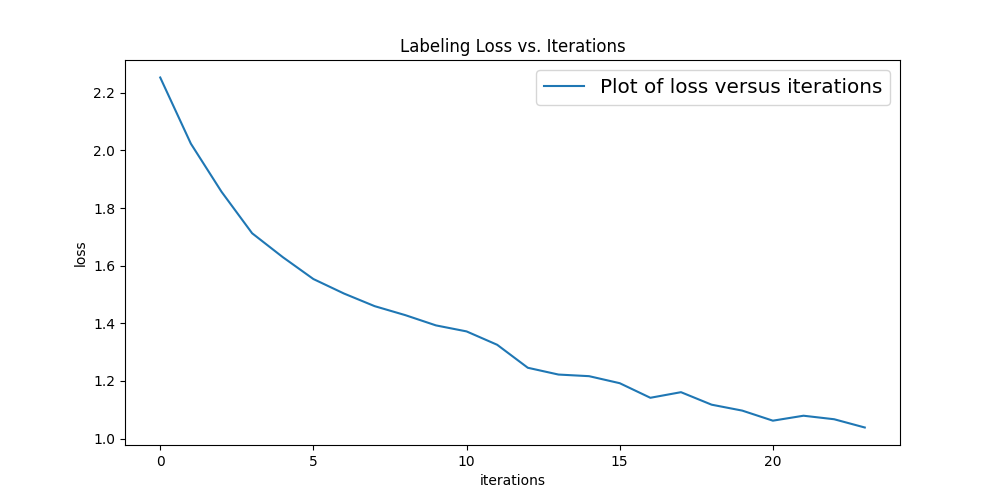 Labeling Loss vs. Iterations
Plot of loss versus iterations
loss
2.2
2.0
1.8
1.6
1.4
1.2
1.0
0 5 10 15 20
iterations